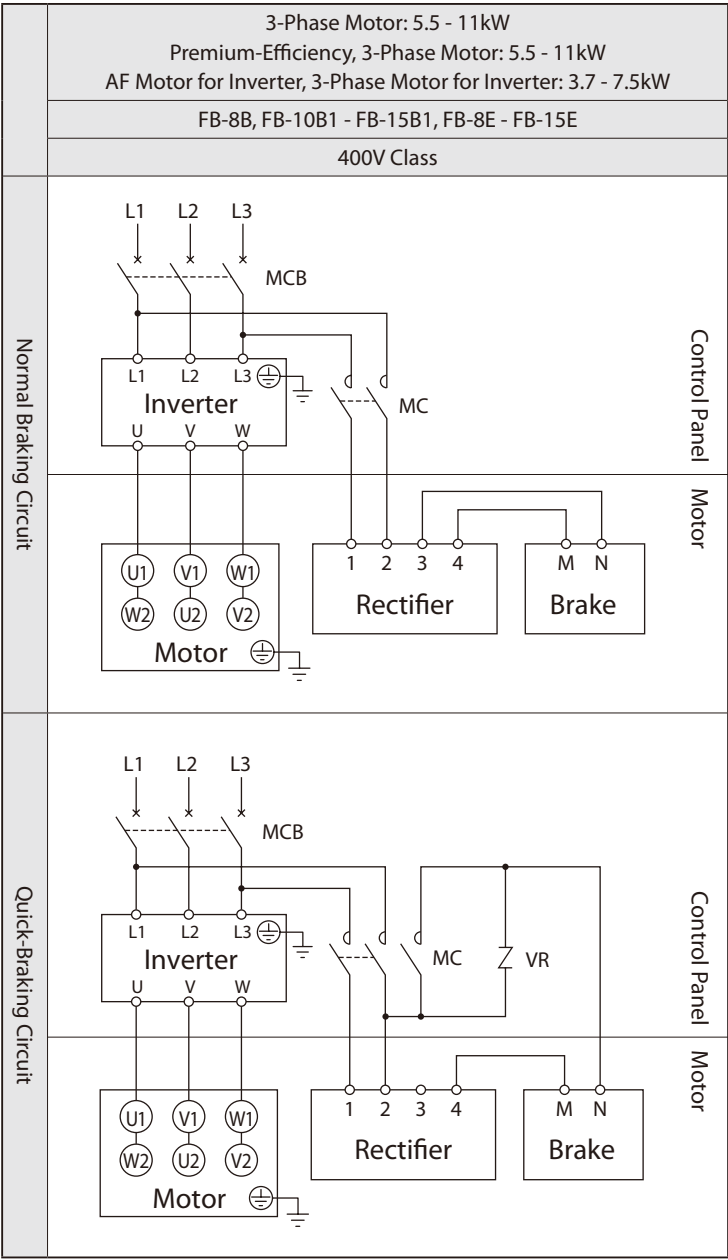 3-Phase Motor: 5.5 - 11kW
Premium-Efficiency, 3-Phase Motor: 5.5 - 11kW
AF Motor for Inverter, 3-Phase Motor for Inverter: 3.7 - 7.5kW
FB-8B, FB-10B1 - FB-15B1, FB-8E - FB-15E
400V Class
Normal Braking Circuit
L1 L2 L3
MCB
L1 L2 L3
Inverter
U V W
MC
Control Panel
Motor
U1 V1 W1
W2 U2 V2
Motor
1 2 3 4
Rectifier
M N
Brake
Quick-Braking Circuit
L1 L2 L3
MCB
L1 L2 L3
Inverter
U V W
MC
VR
Control Panel
Motor
U1 V1 W1
W2 U2 V2
Motor
1 2 3 4
Rectifier
M N
Brake